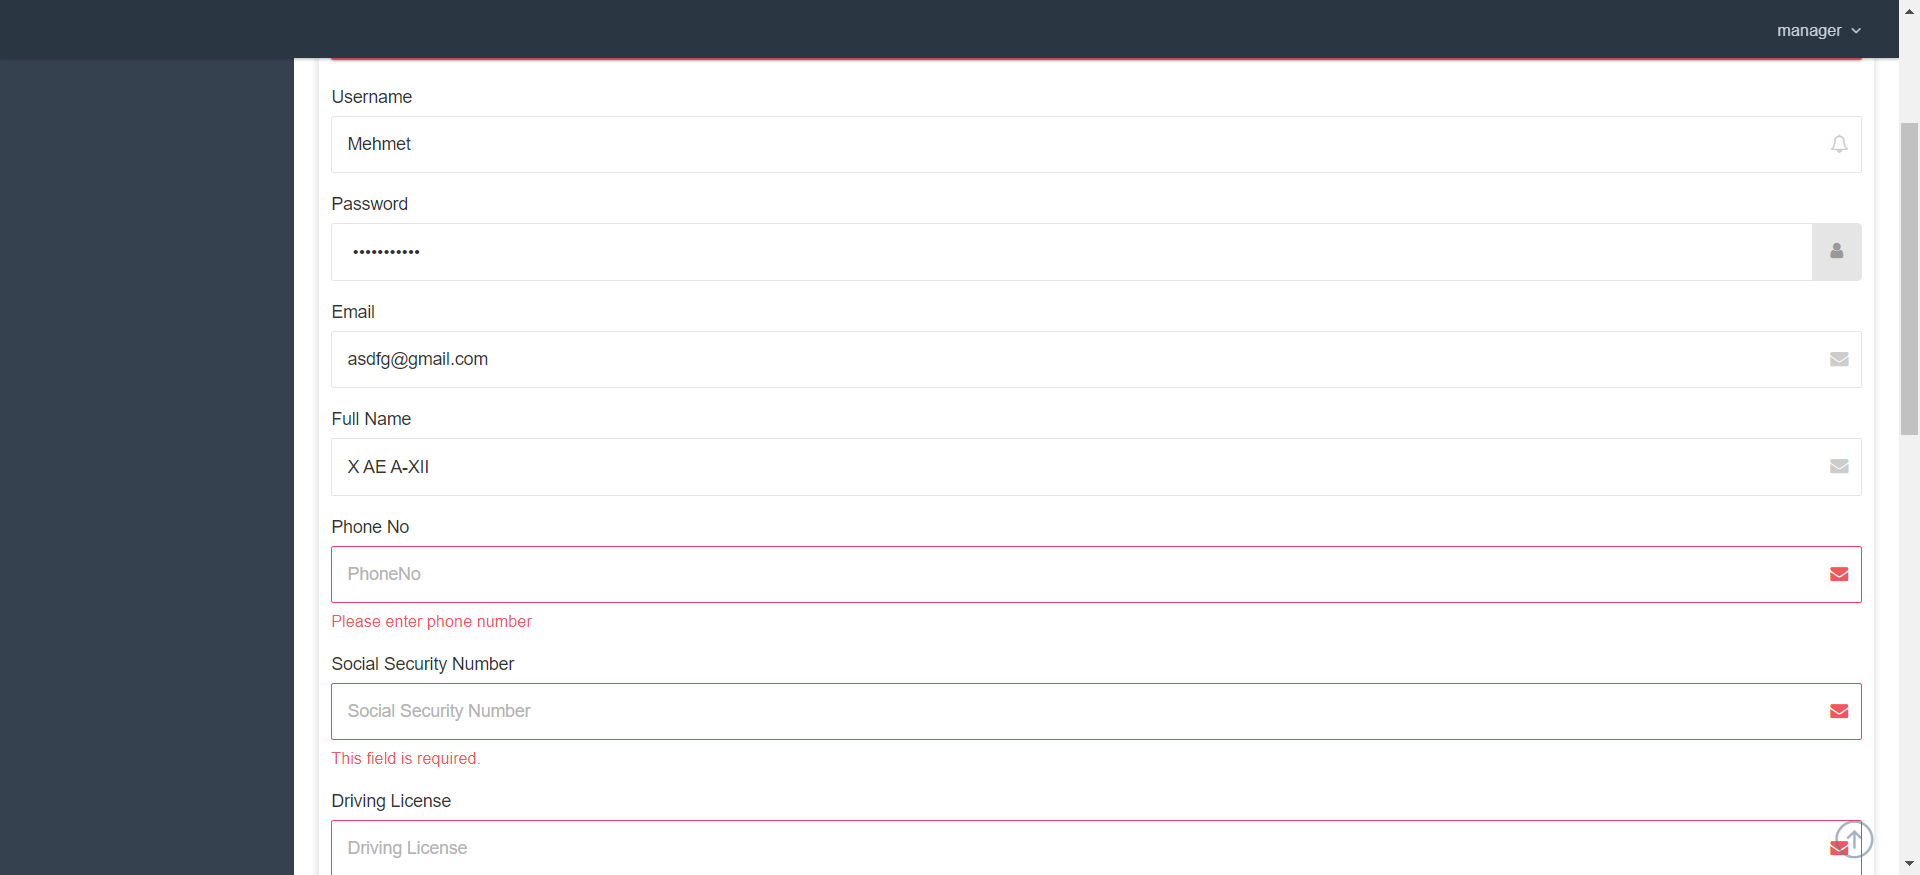 manager
Username
Mehmet
Password
•••••••••••
Email
asdfg@gmail.com
Full Name
X AE A-XII
Phone No
PhoneNo
Please enter phone number
Social Security Number
Social Security Number
This field is required.
Driving License
Driving License